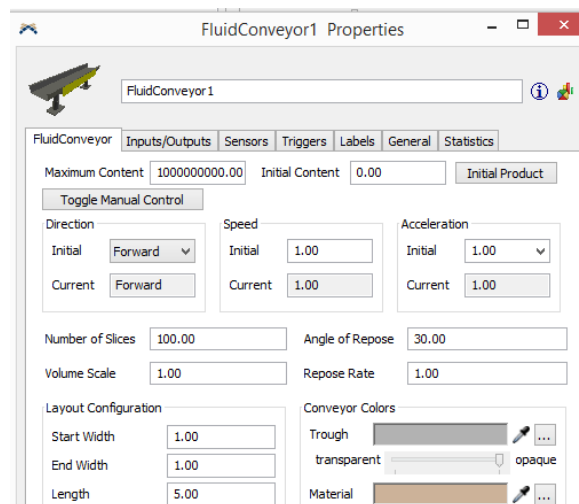 FluidConveyor1 Properties
FluidConveyor1
FluidConveyor Inputs/Outputs Sensors Triggers Labels General Statistics
Maximum Content 1000000000.00 Initial Content 0.00 Initial Product
Toggle Manual Control
Direction Speed Acceleration
Initial Forward Initial 1.00 Initial 1.00
Current Forward Current 1.00 Current 1.00
Number of Slices 100.00 Angle of Repose 30.00
Volume Scale 1.00 Repose Rate 1.00
Layout Configuration Conveyor Colors
Start Width 1.00 Trough ...
End Width 1.00 transparent opaque
Length 5.00 Material ...